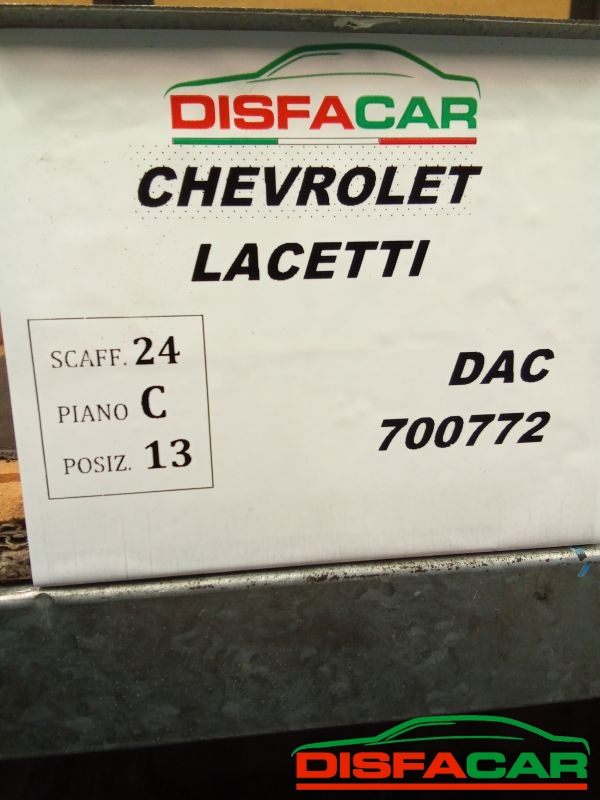 DISFACAR
CHEVROLET
LACETTI
SCAFF. 24
PIANO C
POSIZ. 13
DAC
700772
DISFACAR